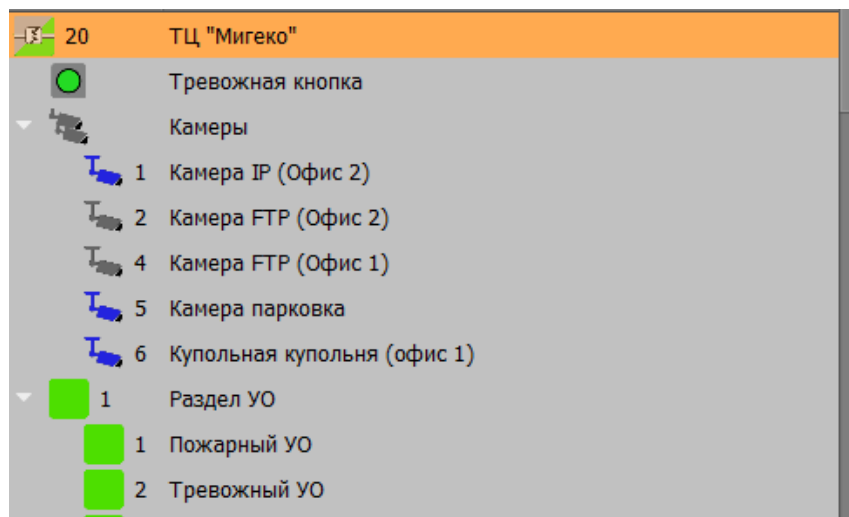 20 ТЦ "Мигеко"
Тревожная кнопка
Камеры
1 Камера IP (Офис 2)
2 Камера FTP (Офис 2)
4 Камера FTP (Офис 1)
5 Камера парковка
6 Купольная купольня (офис 1)
1 Раздел УО
1 Пожарный УО
2 Тревожный УО